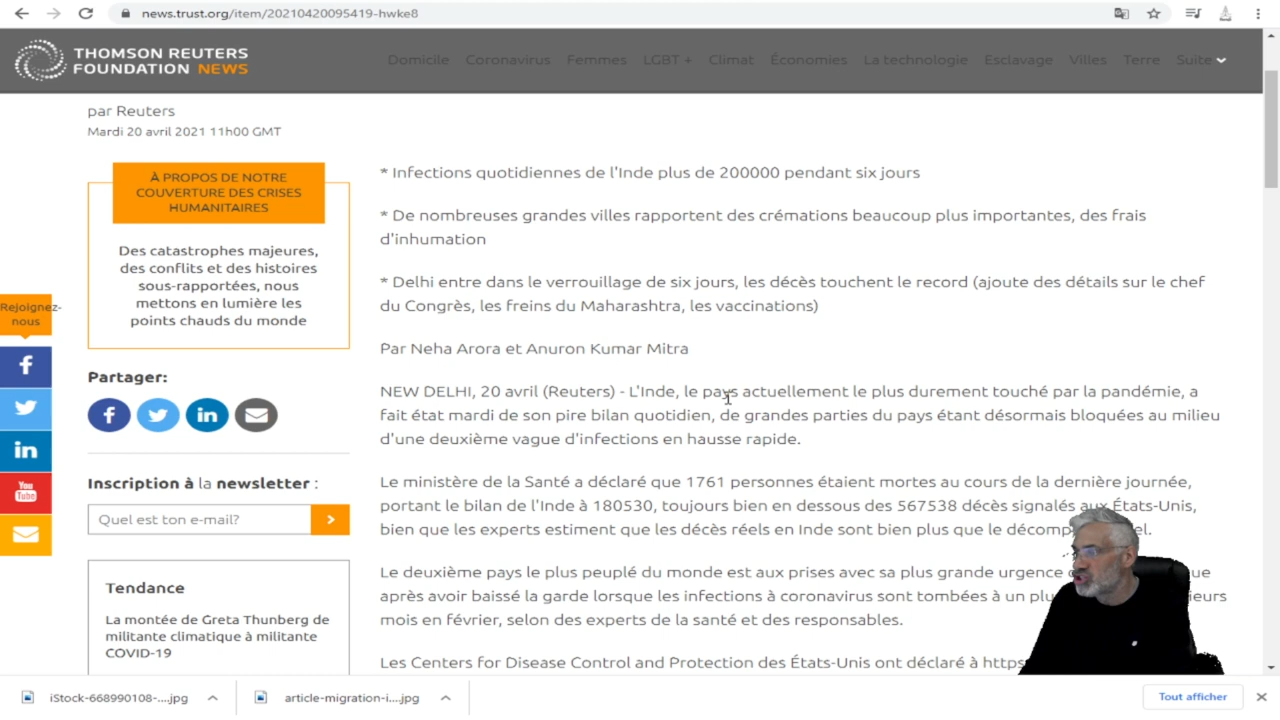 news.trust.org/item/20210420095419-hwke8
THOMSON REUTERS
FOUNDATION NEWS
Domicile Coronavirus Femmes LGBT + Climat Économies La technologie Esclavage Villes Terre Suite
par Reuters
Mardi 20 avril 2021 11h00 GMT
À PROPOS DE NOTRE
COUVERTURE DES CRISES
HUMANITAIRES
Des catastrophes majeures,
des conflits et des histoires
sous-rapportées, nous
mettons en lumière les
points chauds du monde
Rejoignez-
nous
Partager:
Inscription à la newsletter :
Quel est ton e-mail?
Tendance
La montée de Greta Thunberg de
militante climatique à militante
COVID-19
You
Tube
* Infections quotidiennes de l'Inde plus de 200000 pendant six jours
* De nombreuses grandes villes rapportent des crémations beaucoup plus importantes, des frais
d'inhumation
* Delhi entre dans le verrouillage de six jours, les décès touchent le record (ajoute des détails sur le chef
du Congrès, les freins du Maharashtra, les vaccinations)
Par Neha Arora et Anuron Kumar Mitra
NEW DELHI, 20 avril (Reuters) - L'Inde, le pays actuellement le plus durement touché par la pandémie, a
fait état mardi de son pire bilan quotidien, de grandes parties du pays étant désormais bloquées au milieu
d'une deuxième vague d'infections en hausse rapide.
Le ministère de la Santé a déclaré que 1761 personnes étaient mortes au cours de la dernière journée,
portant le bilan de l'Inde à 180530, toujours bien en dessous des 567538 décès signalés aux États-Unis,
bien que les experts estiment que les décès réels en Inde sont bien plus que le
Le deuxième pays le plus peuplé du monde est aux prises avec sa plus grande urgence
après avoir baissé la garde lorsque les infections à coronavirus sont tombées à un
mois en février, selon des experts de la santé et des responsables.
Les Centers for Disease Control and Protection des États-Unis ont déclaré à
iStock-668990108-....jpg
article-migration-i....jpg
Tout afficher